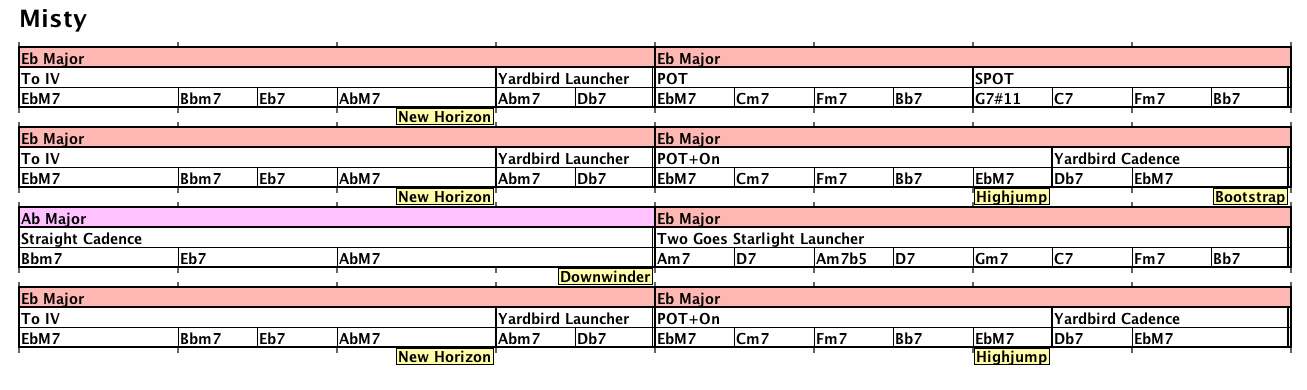 Misty
Eb Major Eb Major
To IV Yardbird Launcher POT SPOT
EbM7 Bbm7 Eb7 AbM7 Abm7 Db7 EbM7 Cm7 Fm7 Bb7 G7#11 C7 Fm7 Bb7
New Horizon
Eb Major Eb Major
To IV Yardbird Launcher POT+On Yardbird Cadence
EbM7 Bbm7 Eb7 AbM7 Abm7 Db7 EbM7 Cm7 Fm7 Bb7 EbM7 Db7 EbM7
New Horizon Highjump Bootstrap
Ab Major Eb Major
Straight Cadence Two Goes Starlight Launcher
Bbm7 Eb7 AbM7 Am7 D7 Am7b5 D7 Gm7 C7 Fm7 Bb7
Downwinder
Eb Major Eb Major
To IV Yardbird Launcher POT+On Yardbird Cadence
EbM7 Bbm7 Eb7 AbM7 Abm7 Db7 EbM7 Cm7 Fm7 Bb7 EbM7 Db7 EbM7
New Horizon Highjump